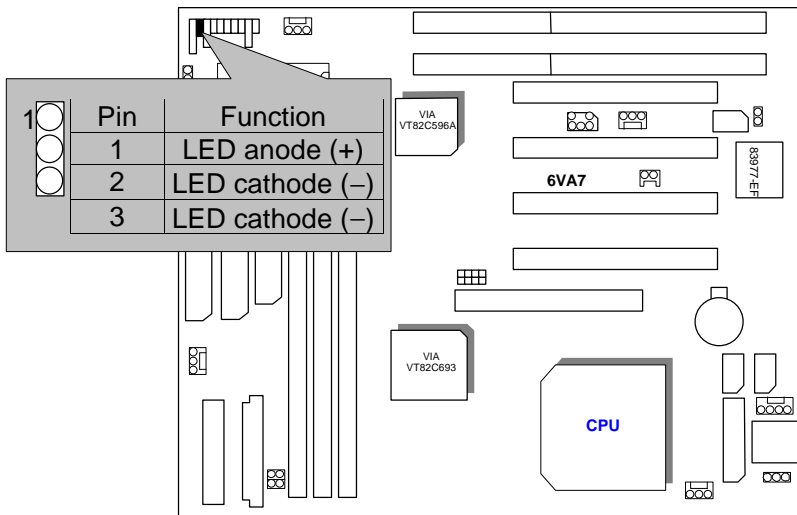 1
Pin Function
1 LED anode (+)
2 LED cathode (−)
3 LED cathode (−)
VIA
VT82C596A
83977-EF
6VA7
VIA
VT82C693
CPU